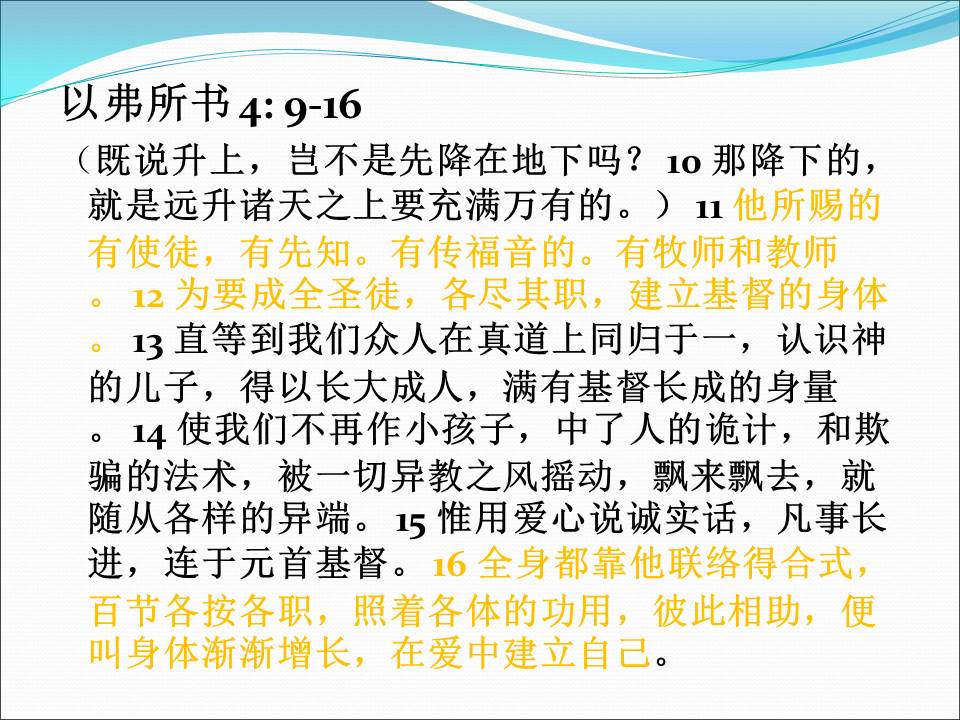 以弗所书 4: 9-16
（既说升上，岂不是先降在地下吗？ 10 那降下的，
就是远升诸天之上要充满万有的。） 11 他所赐的
有使徒，有先知。有传福音的。有牧师和教师
。 12 为要成全圣徒，各尽其职，建立基督的身体
。 13 直等到我们众人在真道上同归于一，认识神
的儿子，得以长大成人，满有基督长成的身量
。 14 使我们不再作小孩子，中了人的诡计，和欺
骗的法术，被一切异教之风摇动，飘来飘去，就
随从各样的异端。 15 惟用爱心说诚实话，凡事长
进，连于元首基督。 16 全身都靠他联络得合式，
百节各按各职，照着各体的功用，彼此相助，便
叫身体渐渐增长，在爱中建立自己。